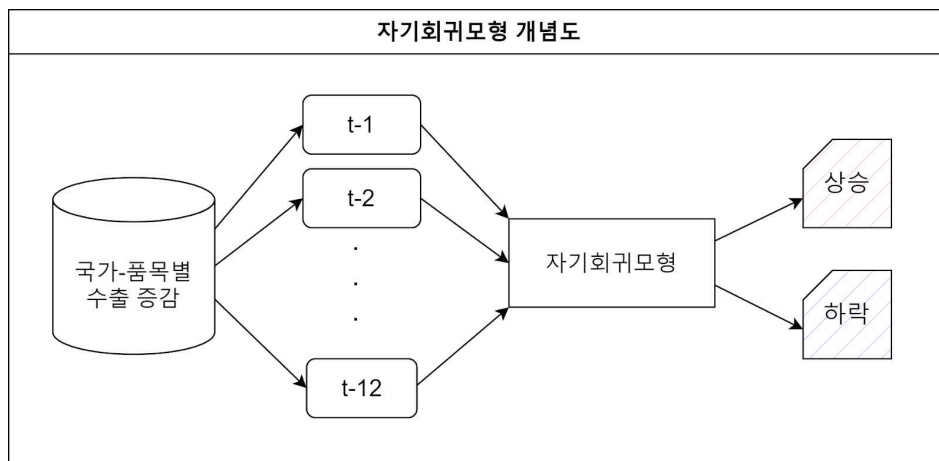 자기회귀모형 개념도
국가-품목별
수출 증감
t-1
t-2
.
.
.
t-12
자기회귀모형
상승
하락